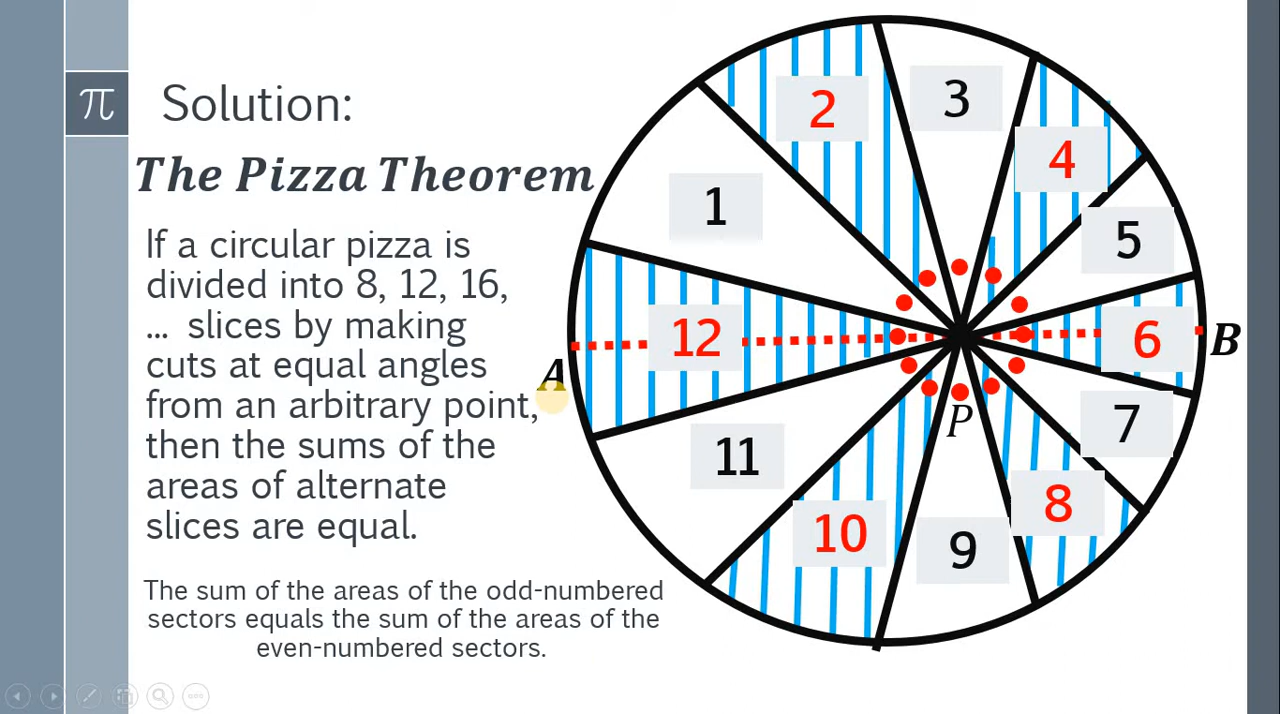 π
Solution:
The Pizza Theorem
If a circular pizza is
divided into 8, 12, 16,
... slices by making
cuts at equal angles
from an arbitrary point,
then the sums of the
areas of alternate
slices are equal.
The sum of the areas of the odd-numbered
sectors equals the sum of the areas of the
even-numbered sectors.
1
2
3
4
5
6
7
8
9
10
11
12
A
B
P